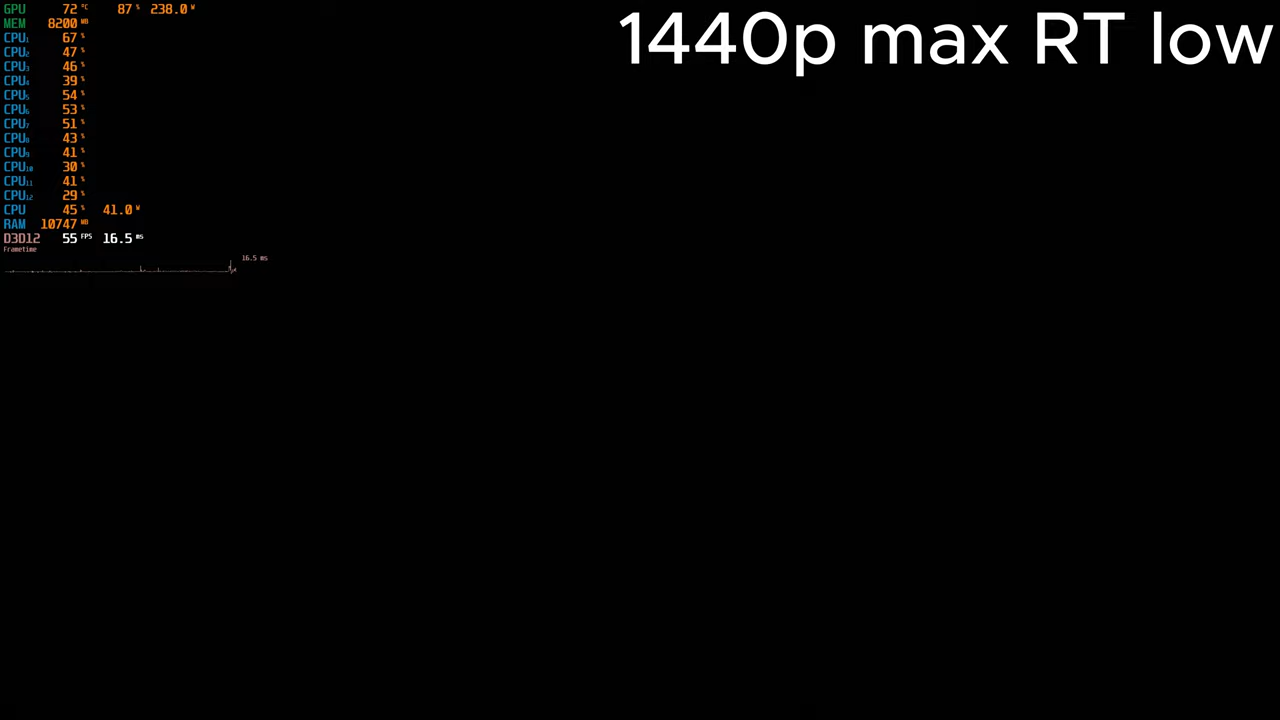 GPU 72 °C 87 % 238.0 W
1440p max RT low
MEM 8200 MB
CPU1 67 %
CPU2 47 %
CPU3 46 %
CPU4 39 %
CPU5 54 %
CPU6 53 %
CPU7 51 %
CPU8 43 %
CPU9 41 %
CPU10 30 %
CPU11 41 %
CPU12 29 %
CPU 45 % 41.0 W
RAM 10747 MB
D3D12 55 FPS 16.5 ms
Frametime
16.5 ms